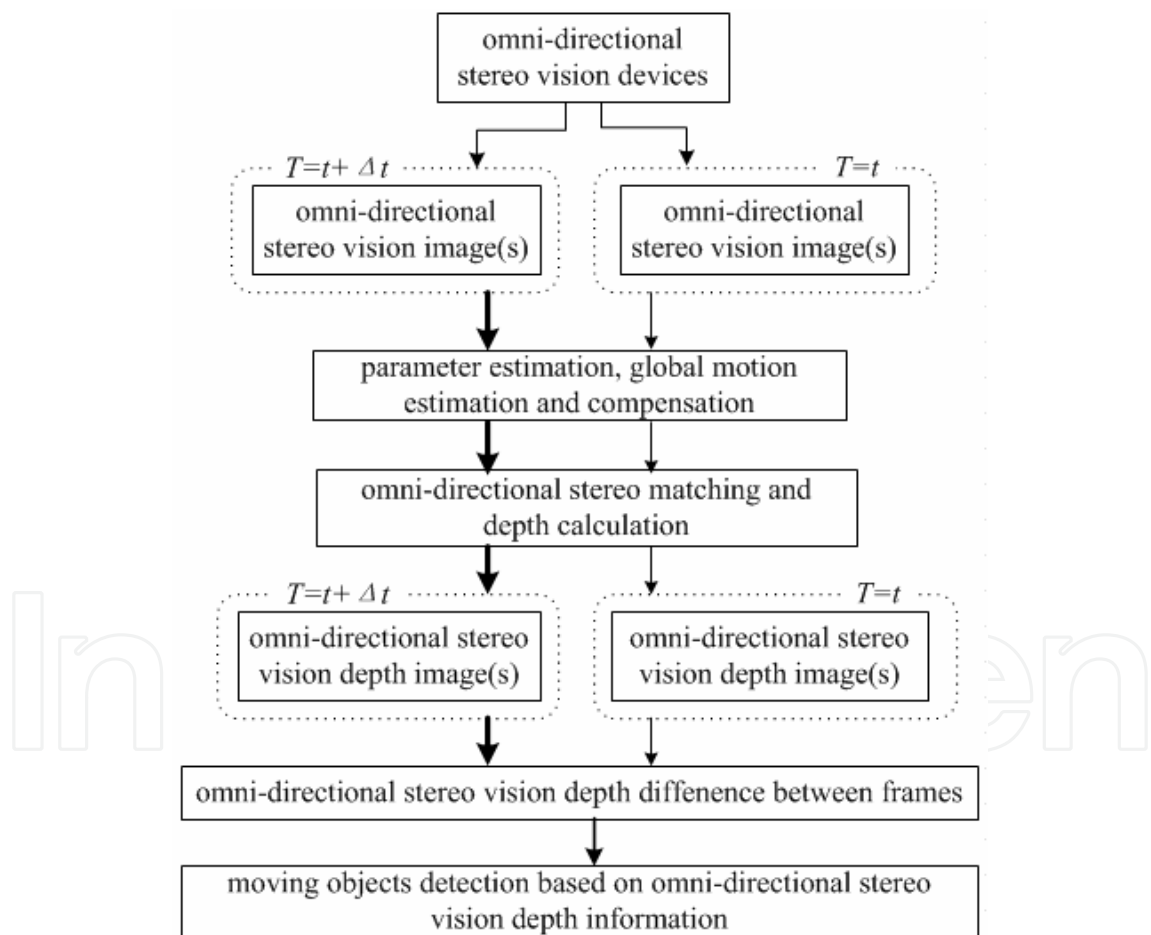 omni-directional
stereo vision devices
T=t+ Δt
T=t
omni-directional
stereo vision image(s)
omni-directional
stereo vision image(s)
parameter estimation, global motion
estimation and compensation
omni-directional stereo matching and
depth calculation
T=t+ Δt
T=t
omni-directional stereo
vision depth image(s)
omni-directional stereo
vision depth image(s)
omni-directional stereo vision depth diffenence between frames
moving objects detection based on omni-directional stereo
vision depth information